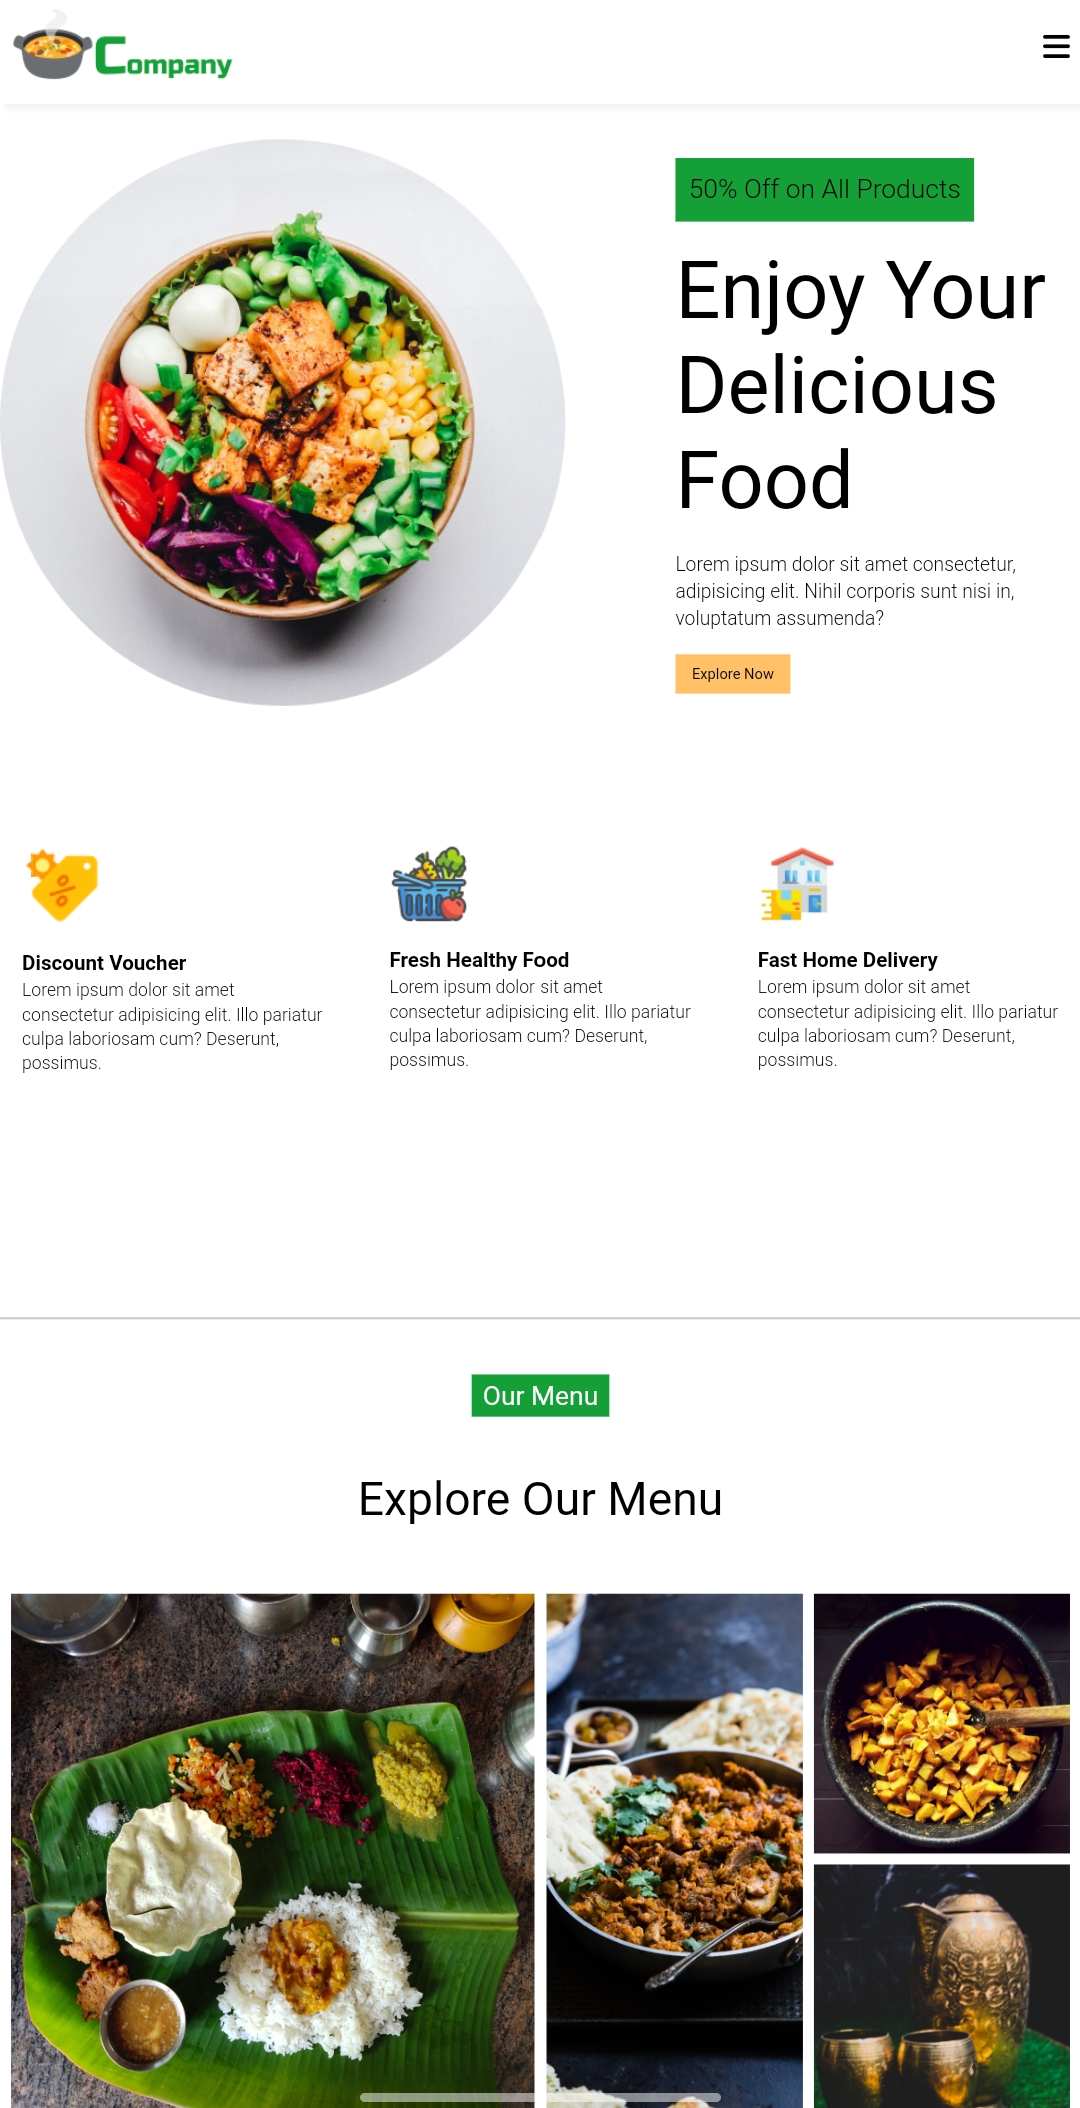 Company
50% Off on All Products
Enjoy Your
Delicious
Food
Lorem ipsum dolor sit amet consectetur,
adipisicing elit. Nihil corporis sunt nisi in,
voluptatum assumenda?
Explore Now
Discount Voucher
Lorem ipsum dolor sit amet
consectetur adipisicing elit. Illo pariatur
culpa laboriosam cum? Deserunt,
possimus.
Fresh Healthy Food
Lorem ipsum dolor sit amet
consectetur adipisicing elit. Illo pariatur
culpa laboriosam cum? Deserunt,
possimus.
Fast Home Delivery
Lorem ipsum dolor sit amet
consectetur adipisicing elit. Illo pariatur
culpa laboriosam cum? Deserunt,
possimus.
Our Menu
Explore Our Menu